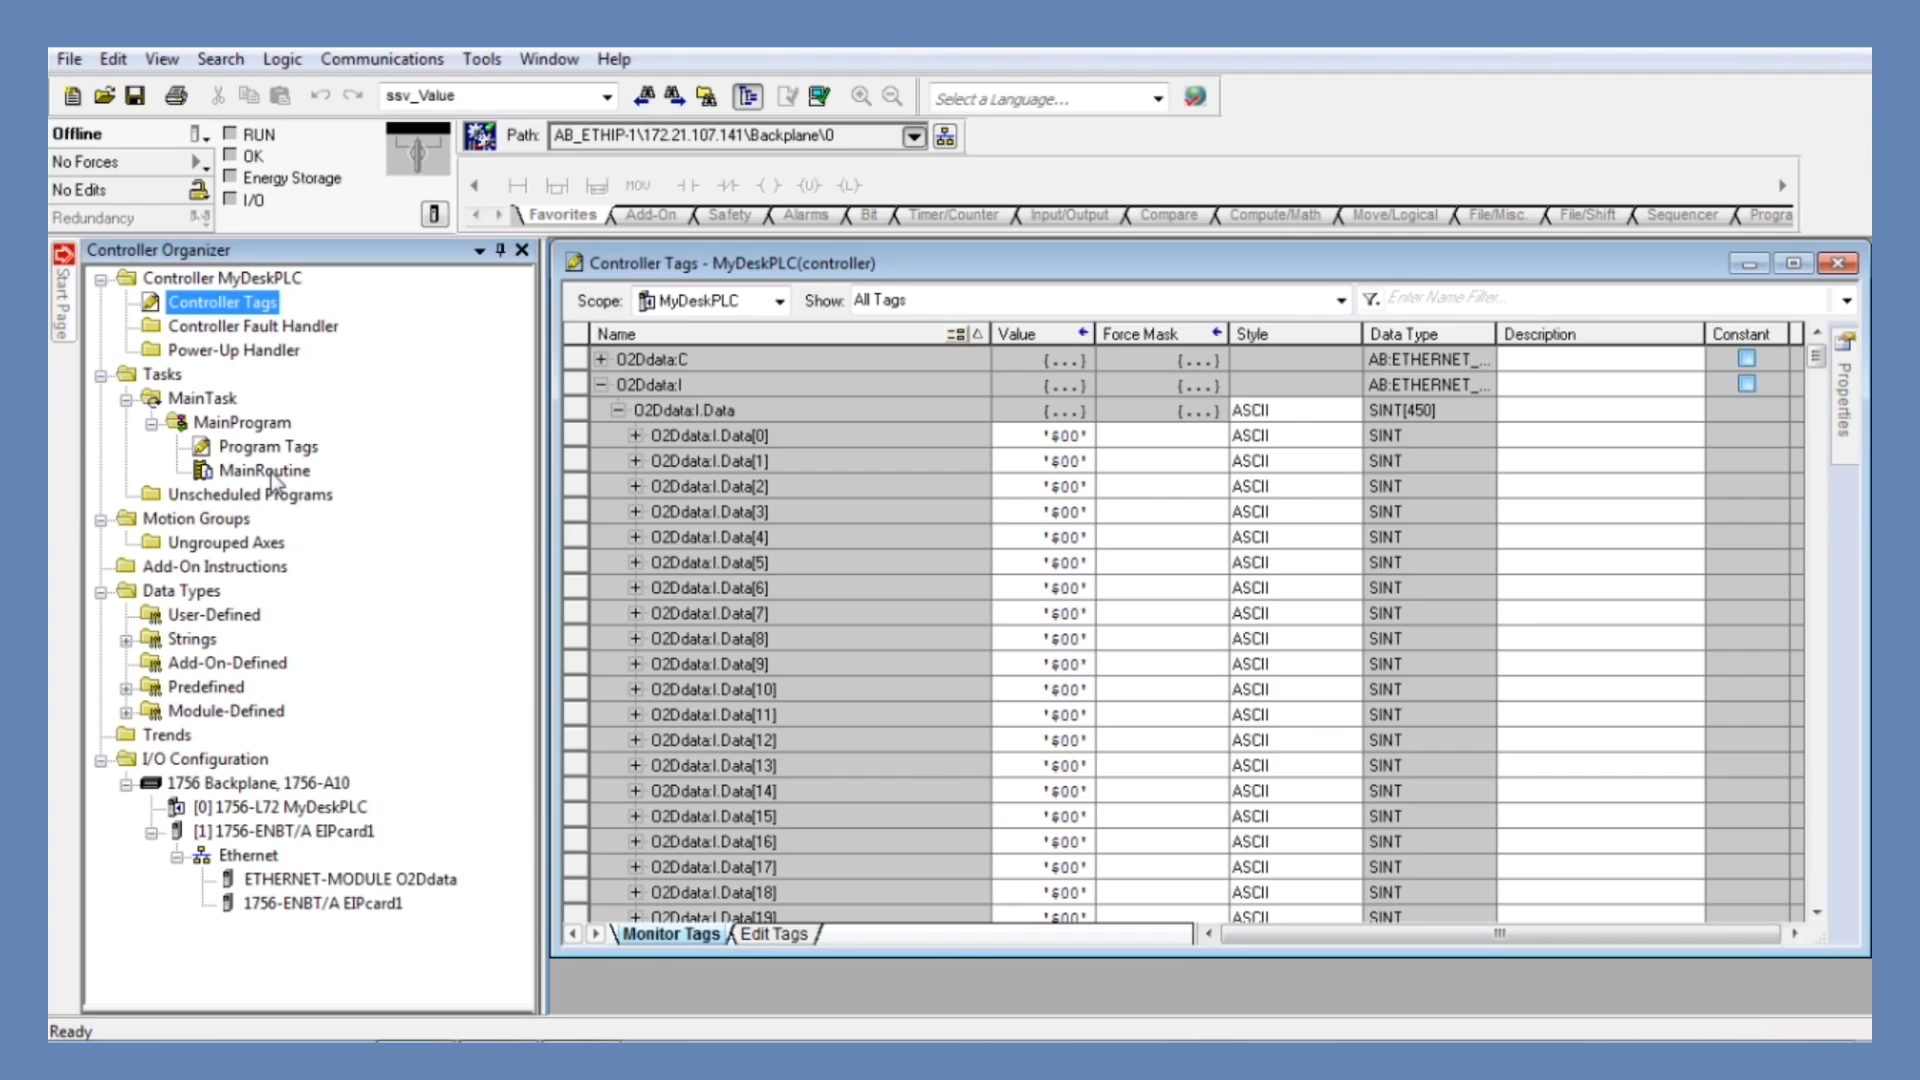 File Edit View Search Logic Communications Tools Window Help
ssv_Value
Select a Language...
Offline
RUN
No Forces
OK
Energy Storage
No Edits
I/O
Redundancy
Path: AB_ETHIP-1\172.21.107.141\Backplane\0
MOV
(U)
(L)
Favorites Add-On Safety Alarms Bit Timer/Counter Input/Output Compare Compute/Math Move/Logical File/Misc. File/Shift Sequencer Progra
Start Page
Controller Organizer
Controller MyDeskPLC
Controller Tags
Controller Fault Handler
Power-Up Handler
Tasks
MainTask
MainProgram
Program Tags
MainRoutine
Unscheduled Programs
Motion Groups
Ungrouped Axes
Add-On Instructions
Data Types
User-Defined
Strings
Add-On-Defined
Predefined
Module-Defined
Trends
I/O Configuration
1756 Backplane, 1756-A10
[0] 1756-L72 MyDeskPLC
[1] 1756-ENBT/A EIPcard1
Ethernet
ETHERNET-MODULE O2Ddata
1756-ENBT/A EIPcard1
Controller Tags - MyDeskPLC(controller)
Scope: MyDeskPLC Show: All Tags Enter Name Filter...
Name Value Force Mask Style Data Type Description Constant
O2Ddata:C {...} {...} AB:ETHERNET_...
O2Ddata:I {...} {...} AB:ETHERNET_...
O2Ddata:I.Data {...} {...} ASCII SINT[450]
O2Ddata:I.Data[0] '$00' ASCII SINT
O2Ddata:I.Data[1] '$00' ASCII SINT
O2Ddata:I.Data[2] '$00' ASCII SINT
O2Ddata:I.Data[3] '$00' ASCII SINT
O2Ddata:I.Data[4] '$00' ASCII SINT
O2Ddata:I.Data[5] '$00' ASCII SINT
O2Ddata:I.Data[6] '$00' ASCII SINT
O2Ddata:I.Data[7] '$00' ASCII SINT
O2Ddata:I.Data[8] '$00' ASCII SINT
O2Ddata:I.Data[9] '$00' ASCII SINT
O2Ddata:I.Data[10] '$00' ASCII SINT
O2Ddata:I.Data[11] '$00' ASCII SINT
O2Ddata:I.Data[12] '$00' ASCII SINT
O2Ddata:I.Data[13] '$00' ASCII SINT
O2Ddata:I.Data[14] '$00' ASCII SINT
O2Ddata:I.Data[15] '$00' ASCII SINT
O2Ddata:I.Data[16] '$00' ASCII SINT
O2Ddata:I.Data[17] '$00' ASCII SINT
O2Ddata:I.Data[18] '$00' ASCII SINT
O2Ddata:I.Data[19] '$00' ASCII SINT
Monitor Tags Edit Tags
Properties
Ready